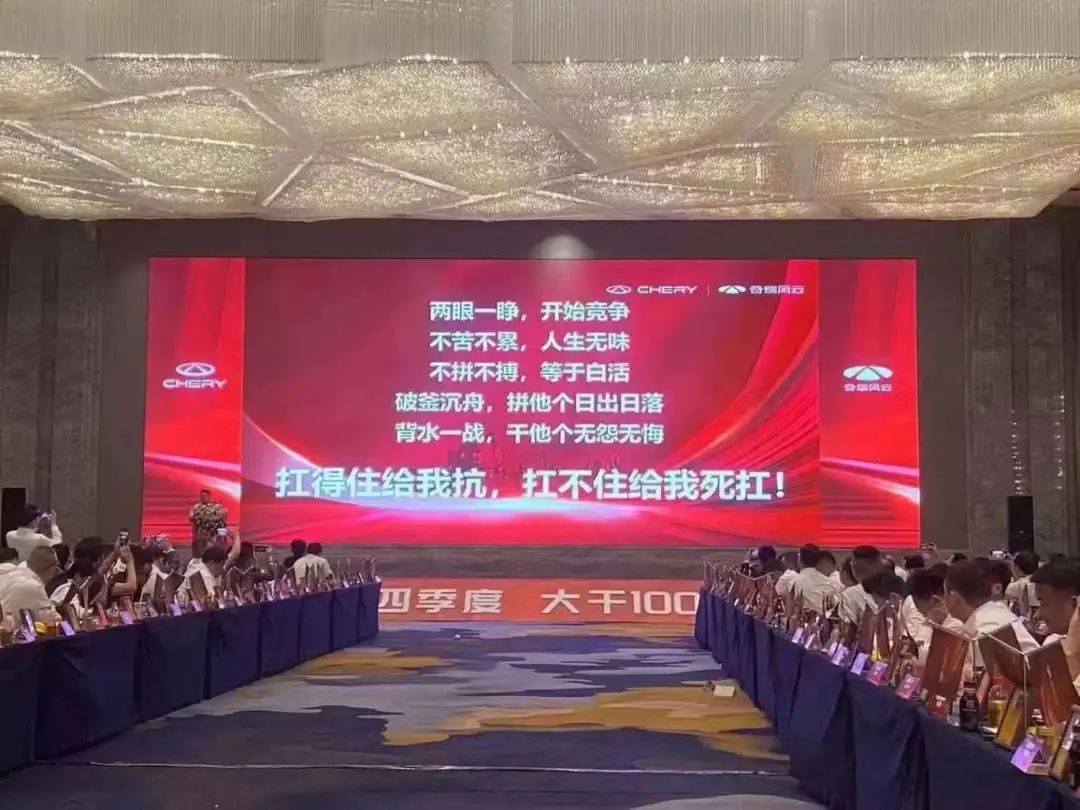 CHERY 奇瑞风云
两眼一睁，开始竞争
不苦不累，人生无味
不拼不搏，等于白活
破釜沉舟，拼他个日出日落
背水一战，干他个无怨无悔
扛得住给我抗，扛不住给我死扛！
CHERY
奇瑞风云
四季度 大干100